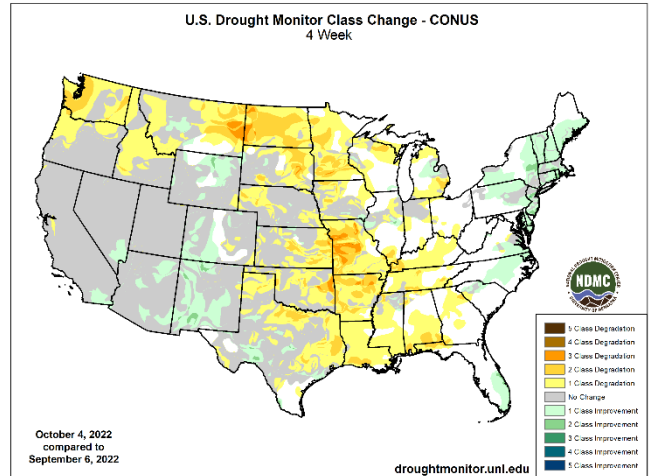 U.S. Drought Monitor Class Change - CONUS
4 Week
NDMC
5 Class Degradation
4 Class Degradation
3 Class Degradation
2 Class Degradation
1 Class Degradation
No Change
1 Class Improvement
2 Class Improvement
3 Class Improvement
4 Class Improvement
5 Class Improvement
October 4, 2022
compared to
September 6, 2022
droughtmonitor.unl.edu